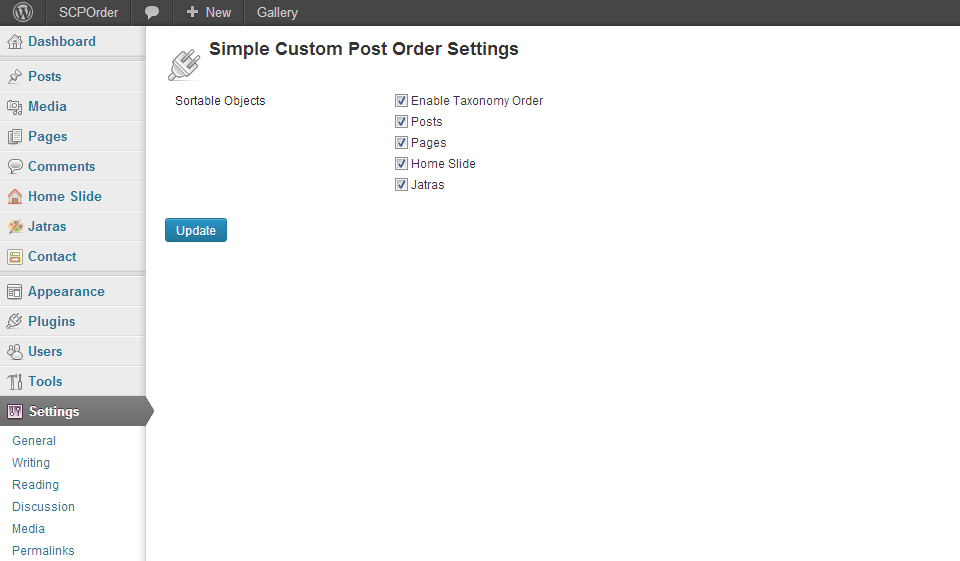 SCPOrder New Gallery
Dashboard
Posts
Media
Pages
Comments
Home Slide
Jatras
Contact
Appearance
Plugins
Users
Tools
Settings
General
Writing
Reading
Discussion
Media
Permalinks
Simple Custom Post Order Settings
Sortable Objects
Enable Taxonomy Order
Posts
Pages
Home Slide
Jatras
Update